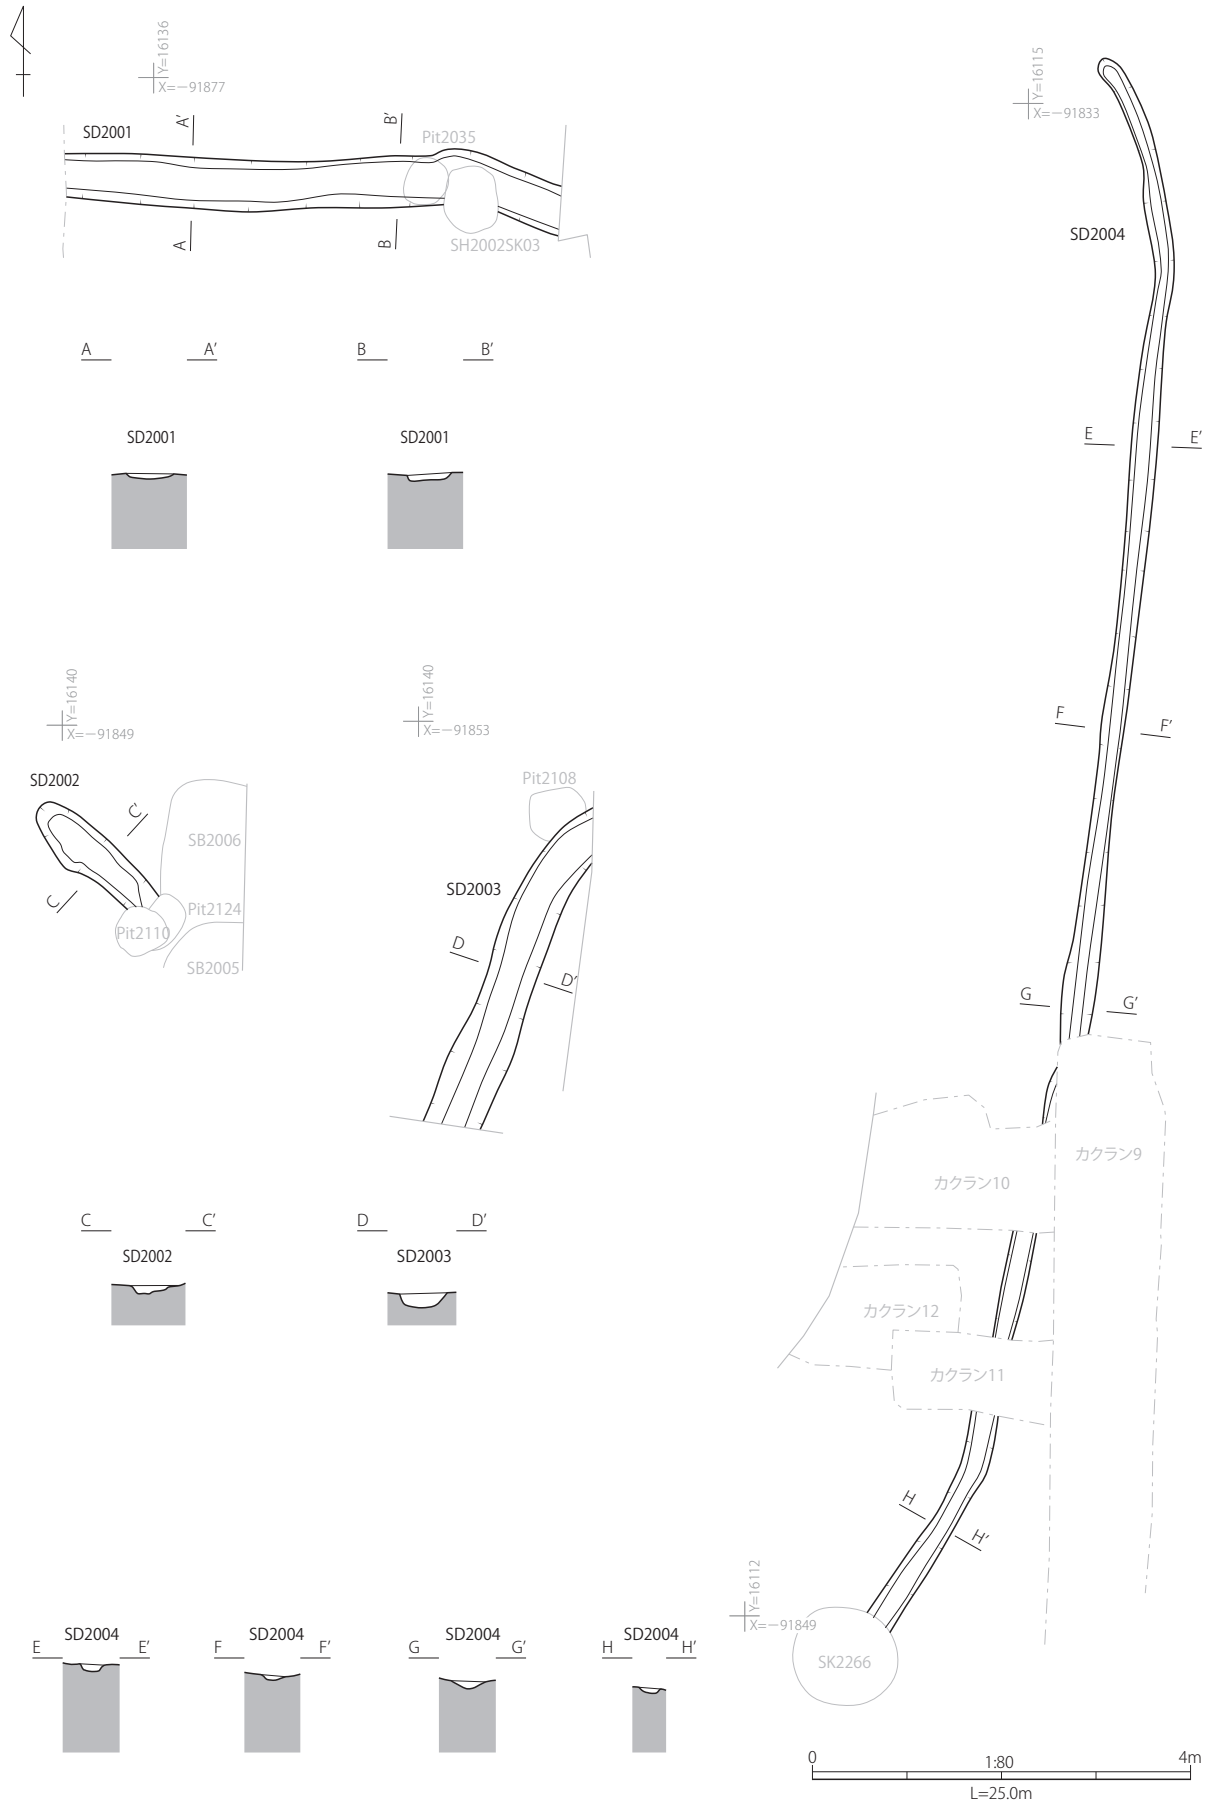 Y=16136
X=−91877
SD2001
A'
B'
Pit2035
A
B
SH2002SK03
A A' B B'
SD2001 SD2001
Y=16140
X=−91849
SD2002
C'
C
SB2006
Pit2124
Pit2110
SB2005
Y=16140
X=−91853
Pit2108
SD2003
D
D'
C C' D D'
SD2002 SD2003
Y=16115
X=−91833
SD2004
E E'
F F'
G G'
カクラン9
カクラン10
カクラン12
カクラン11
H
H'
Y=16112
X=−91849
SK2266
SD2004 SD2004 SD2004 SD2004
E E' F F' G G' H H'
0 1:80 4m
L=25.0m